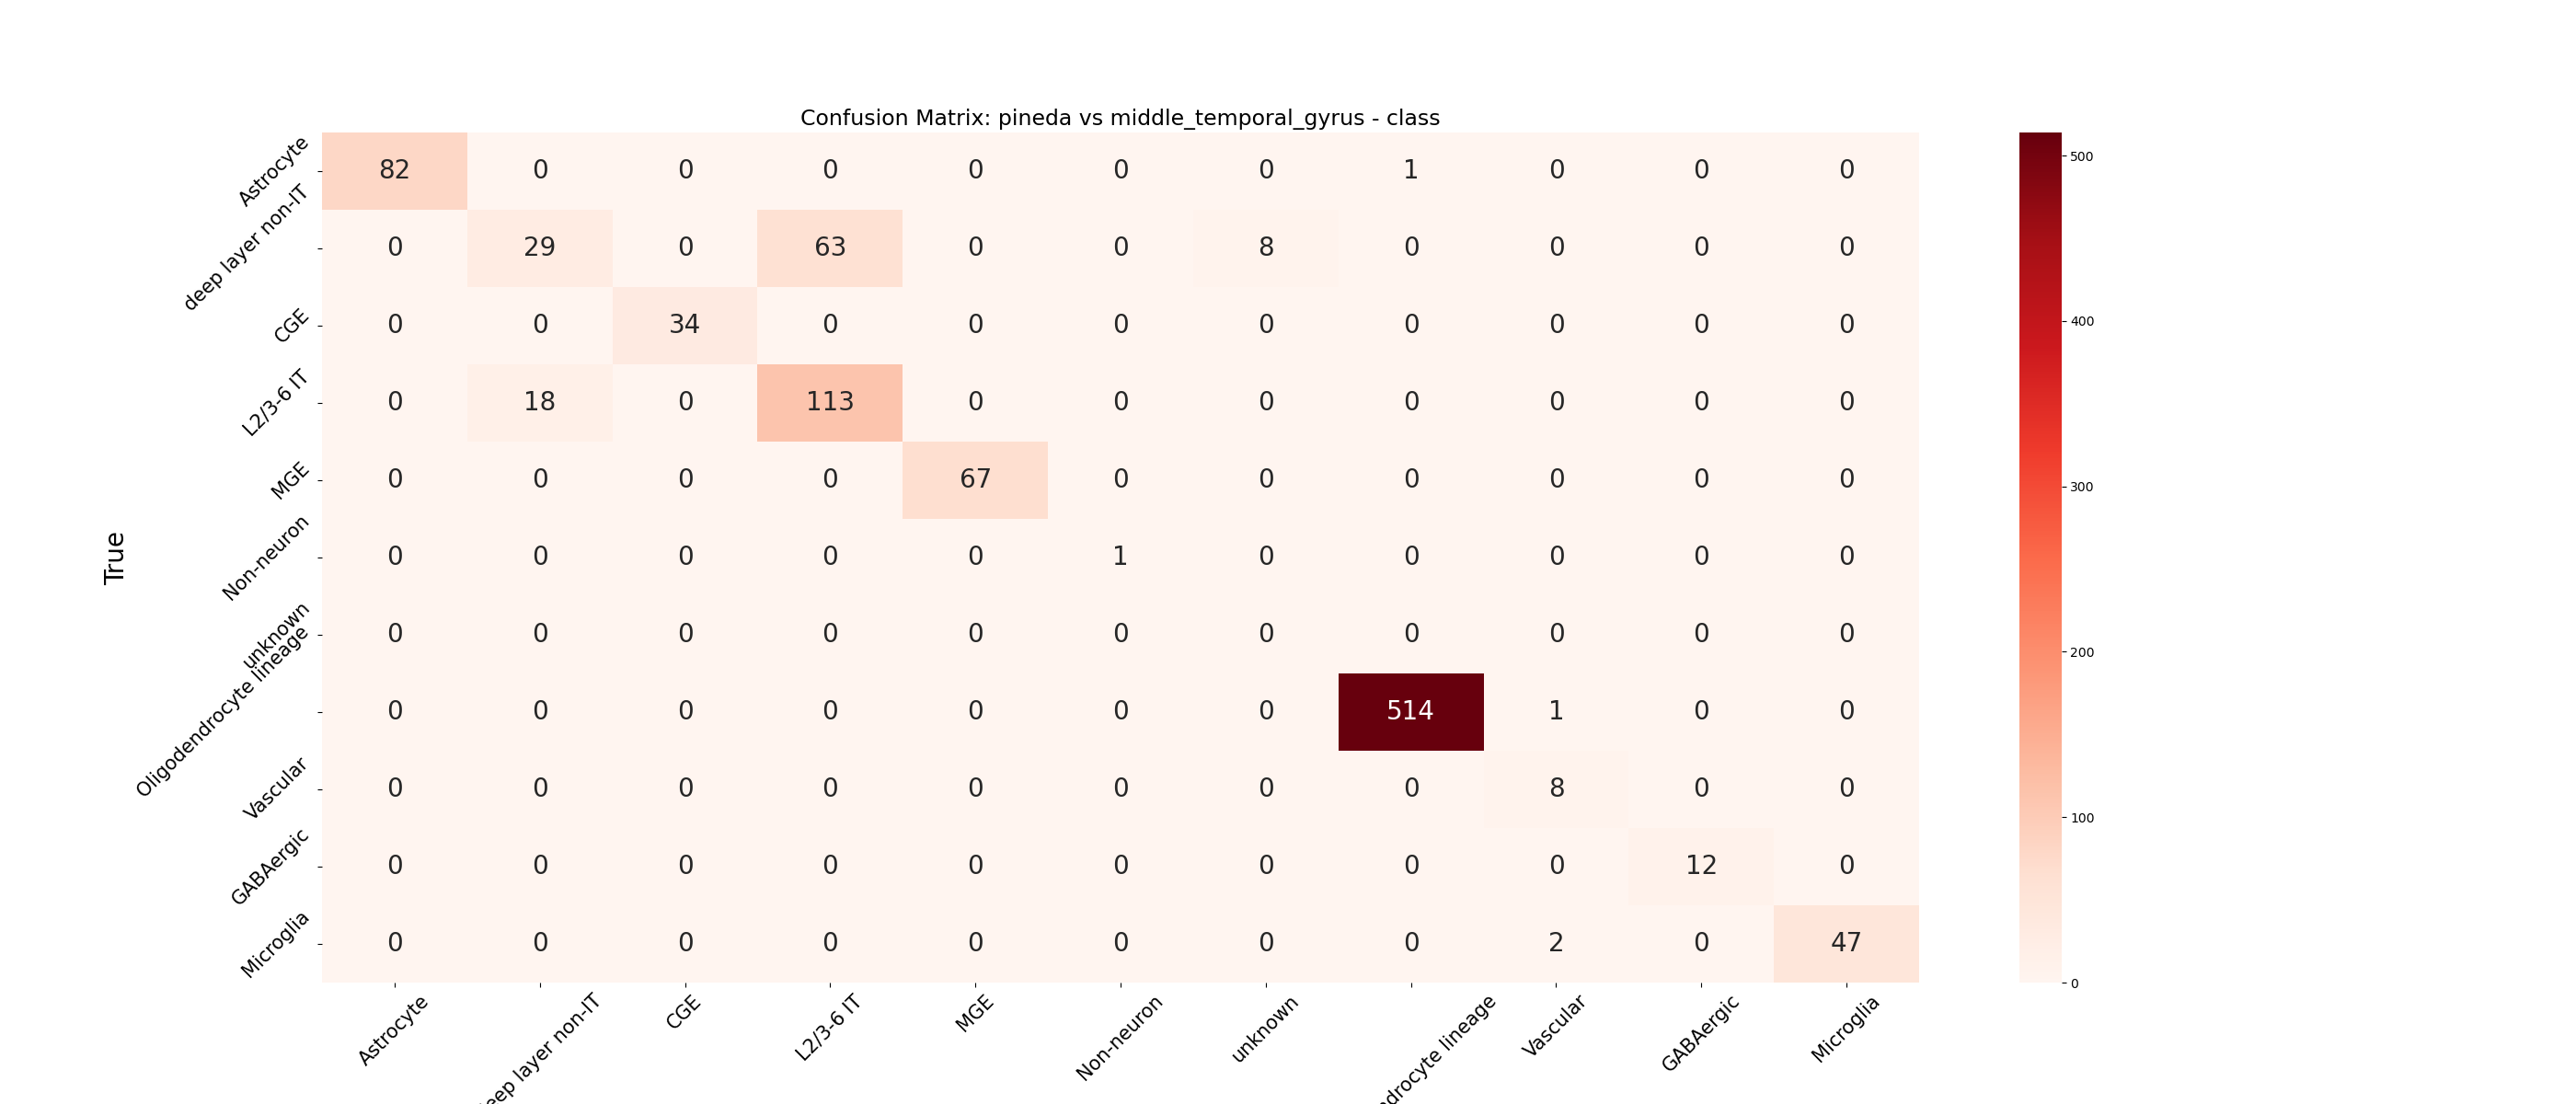 Confusion Matrix: pineda vs middle_temporal_gyrus - class
True
Astrocyte 82 0 0 0 0 0 0 1 0 0 0
deep layer non-IT 0 29 0 63 0 0 8 0 0 0 0
CGE 0 0 34 0 0 0 0 0 0 0 0
L2/3-6 IT 0 18 0 113 0 0 0 0 0 0 0
MGE 0 0 0 0 67 0 0 0 0 0 0
Non-neuron 0 0 0 0 0 1 0 0 0 0 0
unknown 0 0 0 0 0 0 0 0 0 0 0
Oligodendrocyte lineage 0 0 0 0 0 0 0 514 1 0 0
Vascular 0 0 0 0 0 0 0 0 8 0 0
GABAergic 0 0 0 0 0 0 0 0 0 12 0
Microglia 0 0 0 0 0 0 0 0 2 0 47
Astrocyte
eep layer non-IT
CGE
L2/3-6 IT
MGE
Non-neuron
unknown
ndrocyte lineage
Vascular
GABAergic
Microglia
500
400
300
200
100
0